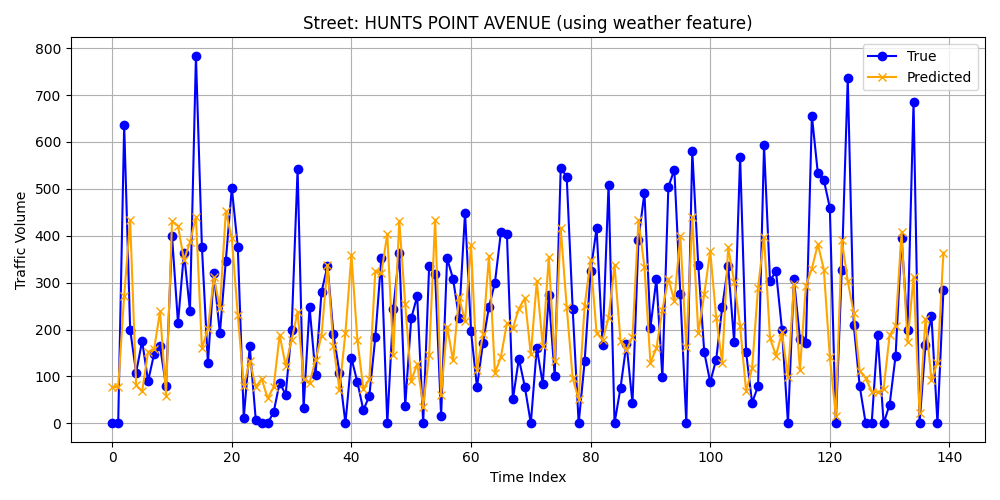 Street: HUNTS POINT AVENUE (using weather feature)
True
Predicted
Traffic Volume
800
700
600
500
400
300
200
100
0
0 20 40 60 80 100 120 140
Time Index